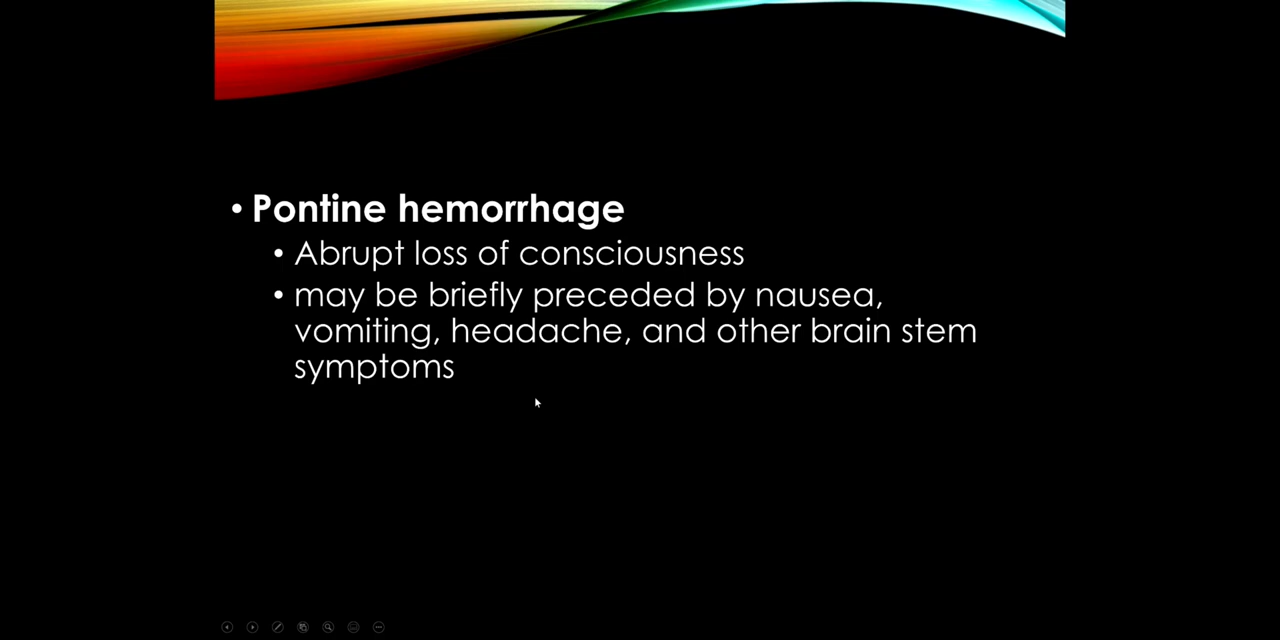 • Pontine hemorrhage
• Abrupt loss of consciousness
• may be briefly preceded by nausea,
vomiting, headache, and other brain stem
symptoms